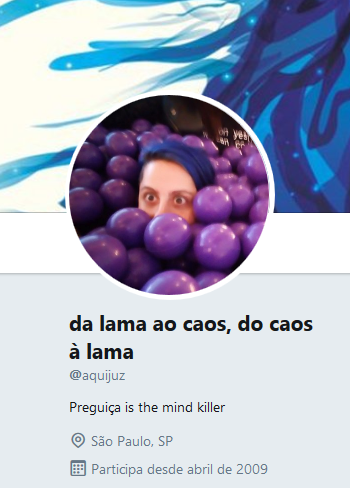 da lama ao caos, do caos
à lama
@aquijuz
Preguiça is the mind killer
São Paulo, SP
Participa desde abril de 2009